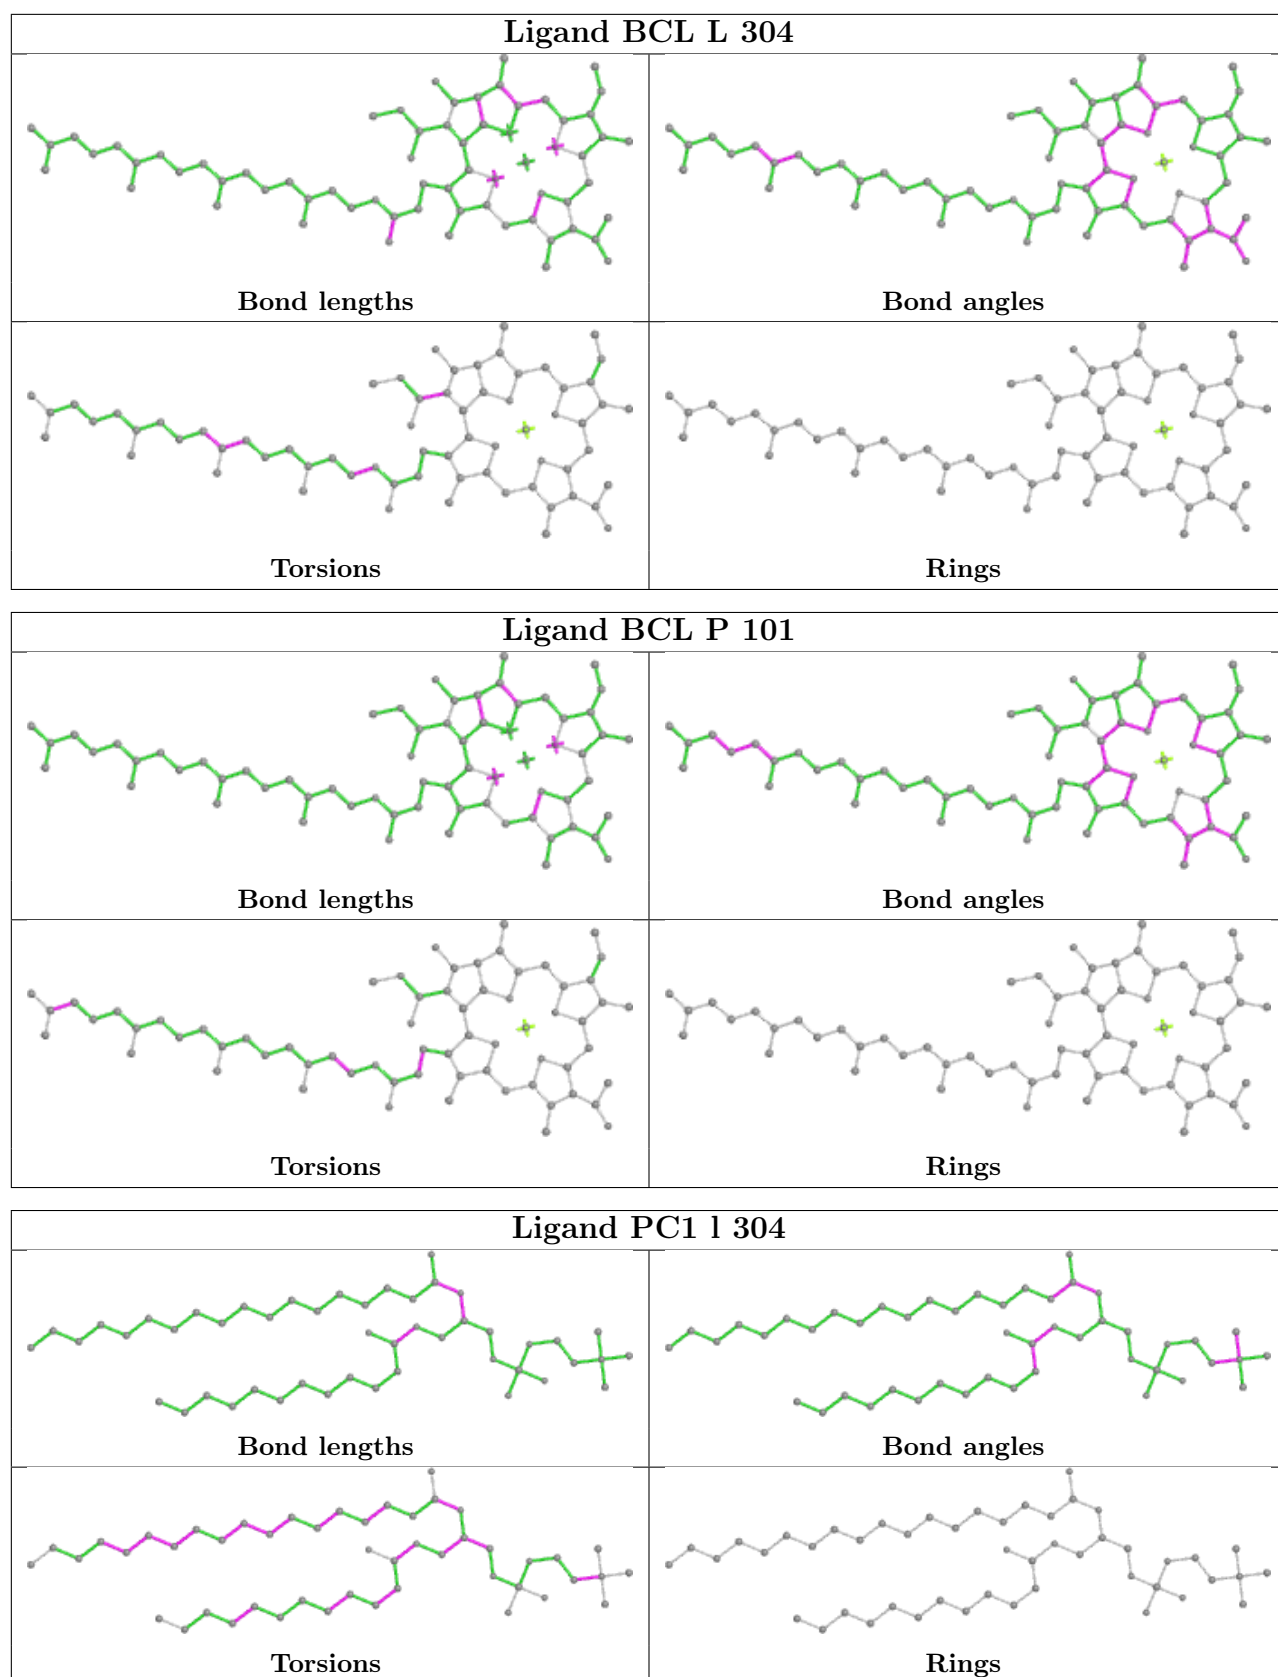 Ligand BCL L 304
Bond lengths
Bond angles
Torsions
Rings
Ligand BCL P 101
Bond lengths
Bond angles
Torsions
Rings
Ligand PC1 l 304
Bond lengths
Bond angles
Torsions
Rings